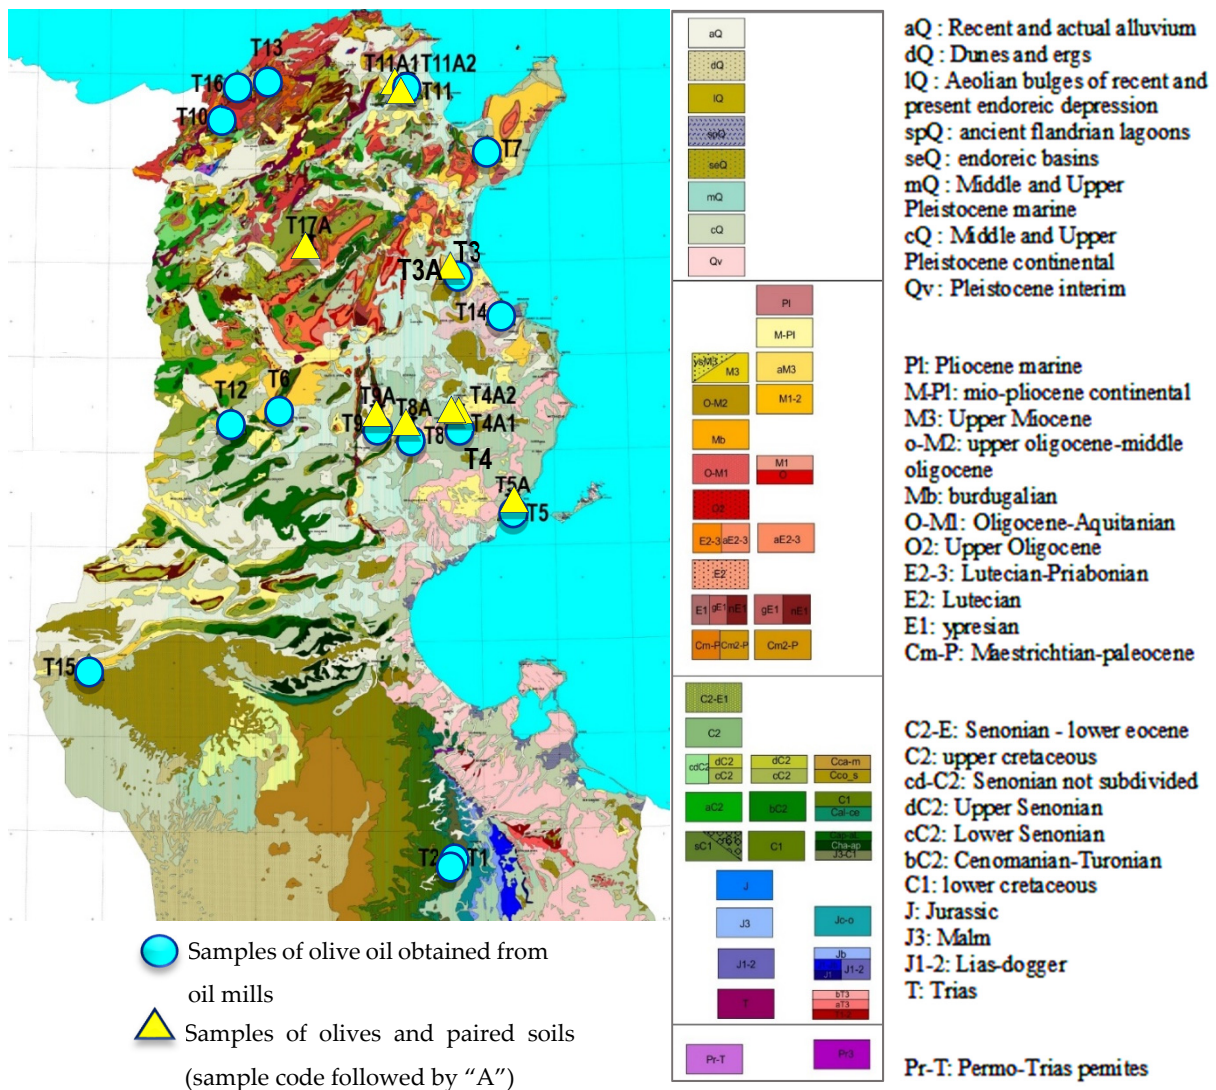 T13
T16
T10
T11A1 T11A2
T11
T7
T17A
T3
T3A
T14
T12
T6
T9A
T9
T8A
T8
T4A2
T4A1
T4
T5A
T5
T15
T2
T1
Samples of olive oil obtained from
oil mills
Samples of olives and paired soils
(sample code followed by “A”)
aQ
dQ
lQ
spQ
seQ
mQ
cQ
Qv
Pl
M-Pl
ysM3 M3 aM3
O-M2 M1-2
Mb
O-M1 M1
O
O2
E2-3 aE2-3 aE2-3
E2
E1 gE1 nE1 gE1 nE1
Cm-P Cm2-P Cm2-P
C2-E1
C2
cdC2 dC2 dC2 Cca-m
cC2 cC2 Cco_s
aC2 bC2 C1
Cal-ce
sC1 C1
Cha-ap
J3-C1
J
J3 Jc-o
J1-2 Jb
J1 J1-2
T bT3
aT3
Pr-T Pr3
aQ : Recent and actual alluvium
dQ : Dunes and ergs
lQ : Aeolian bulges of recent and
present endoreic depression
spQ : ancient flandrian lagoons
seQ : endoreic basins
mQ : Middle and Upper
Pleistocene marine
cQ : Middle and Upper
Pleistocene continental
Qv : Pleistocene interim
Pl: Pliocene marine
M-Pl: mio-pliocene continental
M3: Upper Miocene
o-M2: upper oligocene-middle
oligocene
Mb: burdugalian
O-M1: Oligocene-Aquitanian
O2: Upper Oligocene
E2-3: Lutecian-Priabonian
E2: Lutecian
E1: ypresian
Cm-P: Maestrichtian-paleocene
C2-E: Senonian - lower eocene
C2: upper cretaceous
cd-C2: Senonian not subdivided
dC2: Upper Senonian
cC2: Lower Senonian
bC2: Cenomanian-Turonian
C1: lower cretaceous
J: Jurassic
J3: Malm
J1-2: Lias-dogger
T: Trias
Pr-T: Permo-Trias pemites